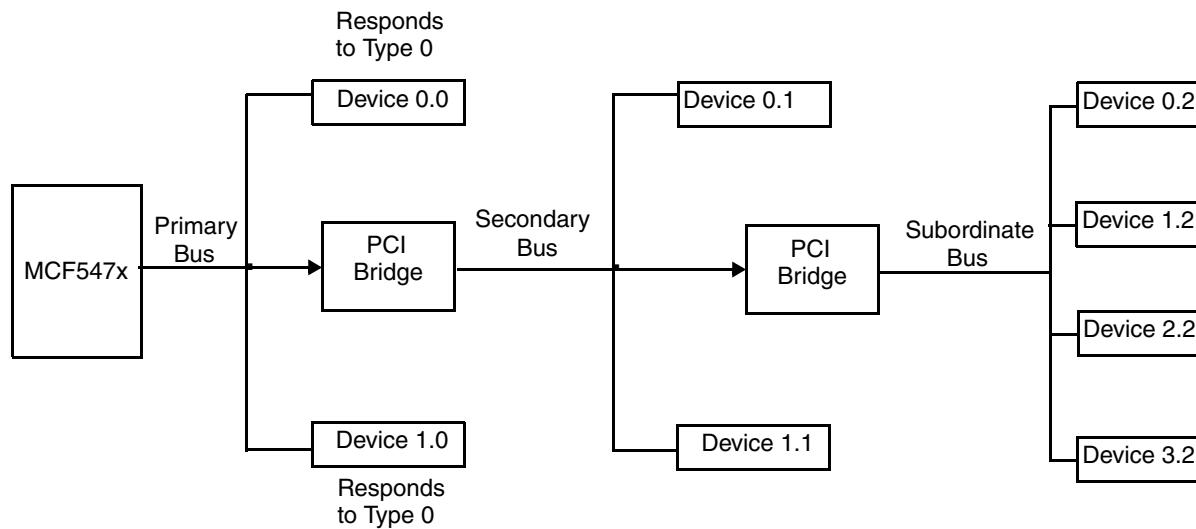 Responds
to Type 0
Device 0.0
Device 0.1
Device 0.2
MCF547x
Primary
Bus
PCI
Bridge
Secondary
Bus
PCI
Bridge
Subordinate
Bus
Device 1.2
Device 2.2
Device 1.0
Device 1.1
Device 3.2
Responds
to Type 0